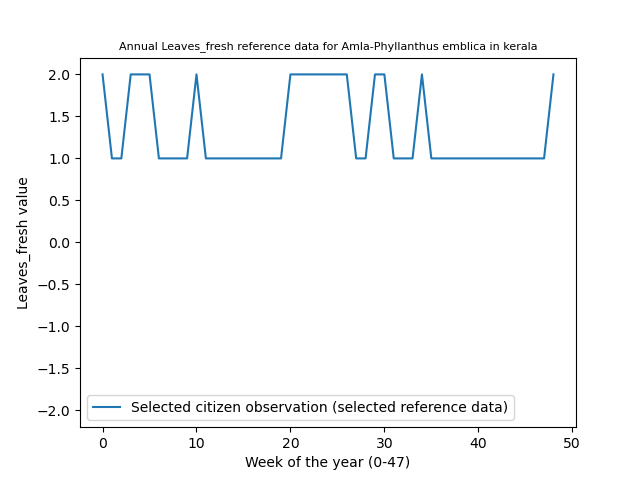 Annual Leaves_fresh reference data for Amla-Phyllanthus emblica in kerala
2.0
1.5
1.0
0.5
0.0
−0.5
−1.0
−1.5
−2.0
Leaves_fresh value
Selected citizen observation (selected reference data)
0 10 20 30 40 50
Week of the year (0-47)